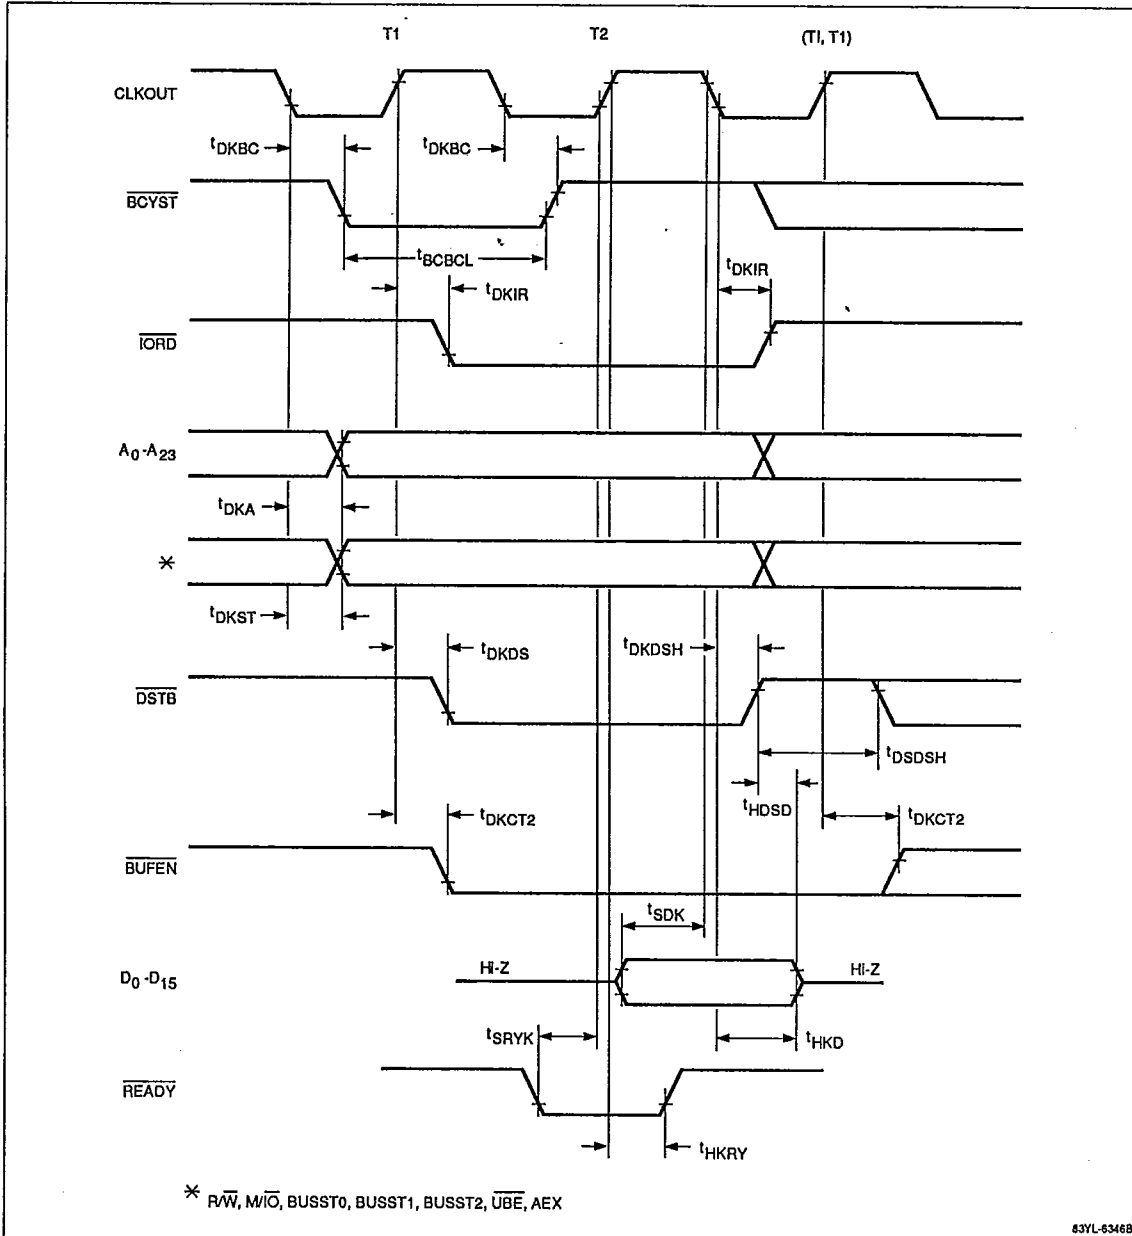 T1 T2 (TI, T1)
CLKOUT
tDKBC tDKBC
BCYST
tBCBCL
tDKIR tDKIR
IORD
A0-A23
tDKA
*
tDKST
tDKDS tDKDSH
DSTB
tDSDSH
tHDSD
tDKCT2 tDKCT2
BUFEN
tSDK
Hi-Z Hi-Z
D0-D15
tSRYK tHKD
READY
tHKRY
* R/W, M/IO, BUSST0, BUSST1, BUSST2, UBE, AEX
83YL-6346B